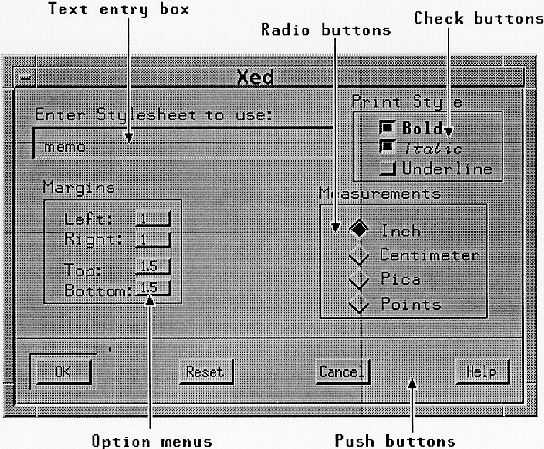 Text entry box
Radio buttons
Check buttons
Xed
Enter Stylesheet to use:
memo
Print Style
Bold
Italic
Underline
Margins
Left: 1
Right: 1
Top: 1.5
Bottom: 1.5
Measurements
Inch
Centimeter
Pica
Points
OK
Reset
Cancel
Help
Option menus
Push buttons